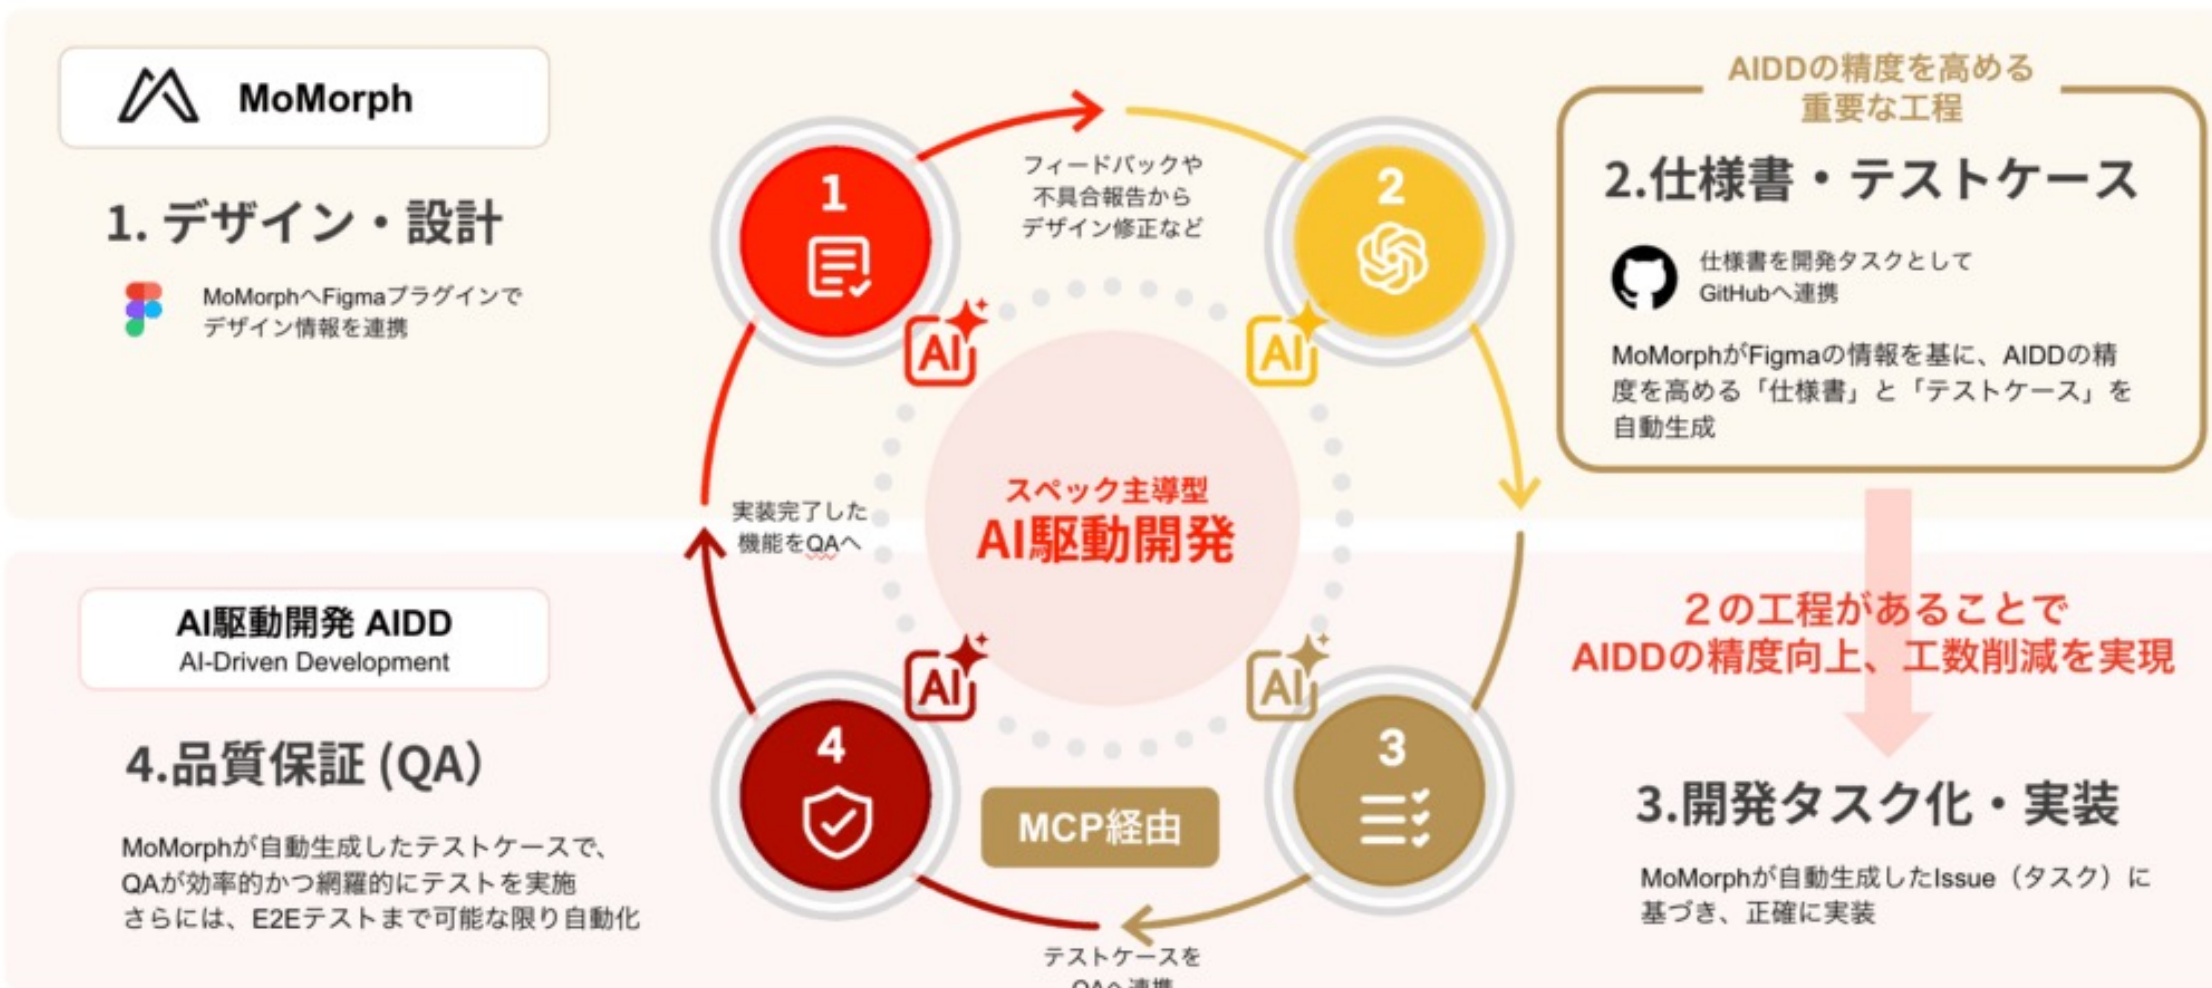 MoMorph
1. デザイン・設計
MoMorphへFigmaプラグインで
デザイン情報を連携
1
フィードバックや
不具合報告から
デザイン修正など
2
AI
AI
AIDDの精度を高める
重要な工程
2.仕様書・テストケース
仕様書を開発タスクとして
GitHubへ連携
MoMorphがFigmaの情報を基に、AIDDの精
度を高める「仕様書」と「テストケース」を
自動生成
スペック主導型
AI駆動開発
実装完了した
機能をQAへ
AI駆動開発 AIDD
AI-Driven Development
4.品質保証 (QA）
MoMorphが自動生成したテストケースで、
QAが効率的かつ網羅的にテストを実施
さらには、E2Eテストまで可能な限り自動化
AI
AI
4
3
MCP経由
テストケースを
QAへ連携
２の工程があることで
AIDDの精度向上、工数削減を実現
3.開発タスク化・実装
MoMorphが自動生成したIssue（タスク）に
基づき、正確に実装